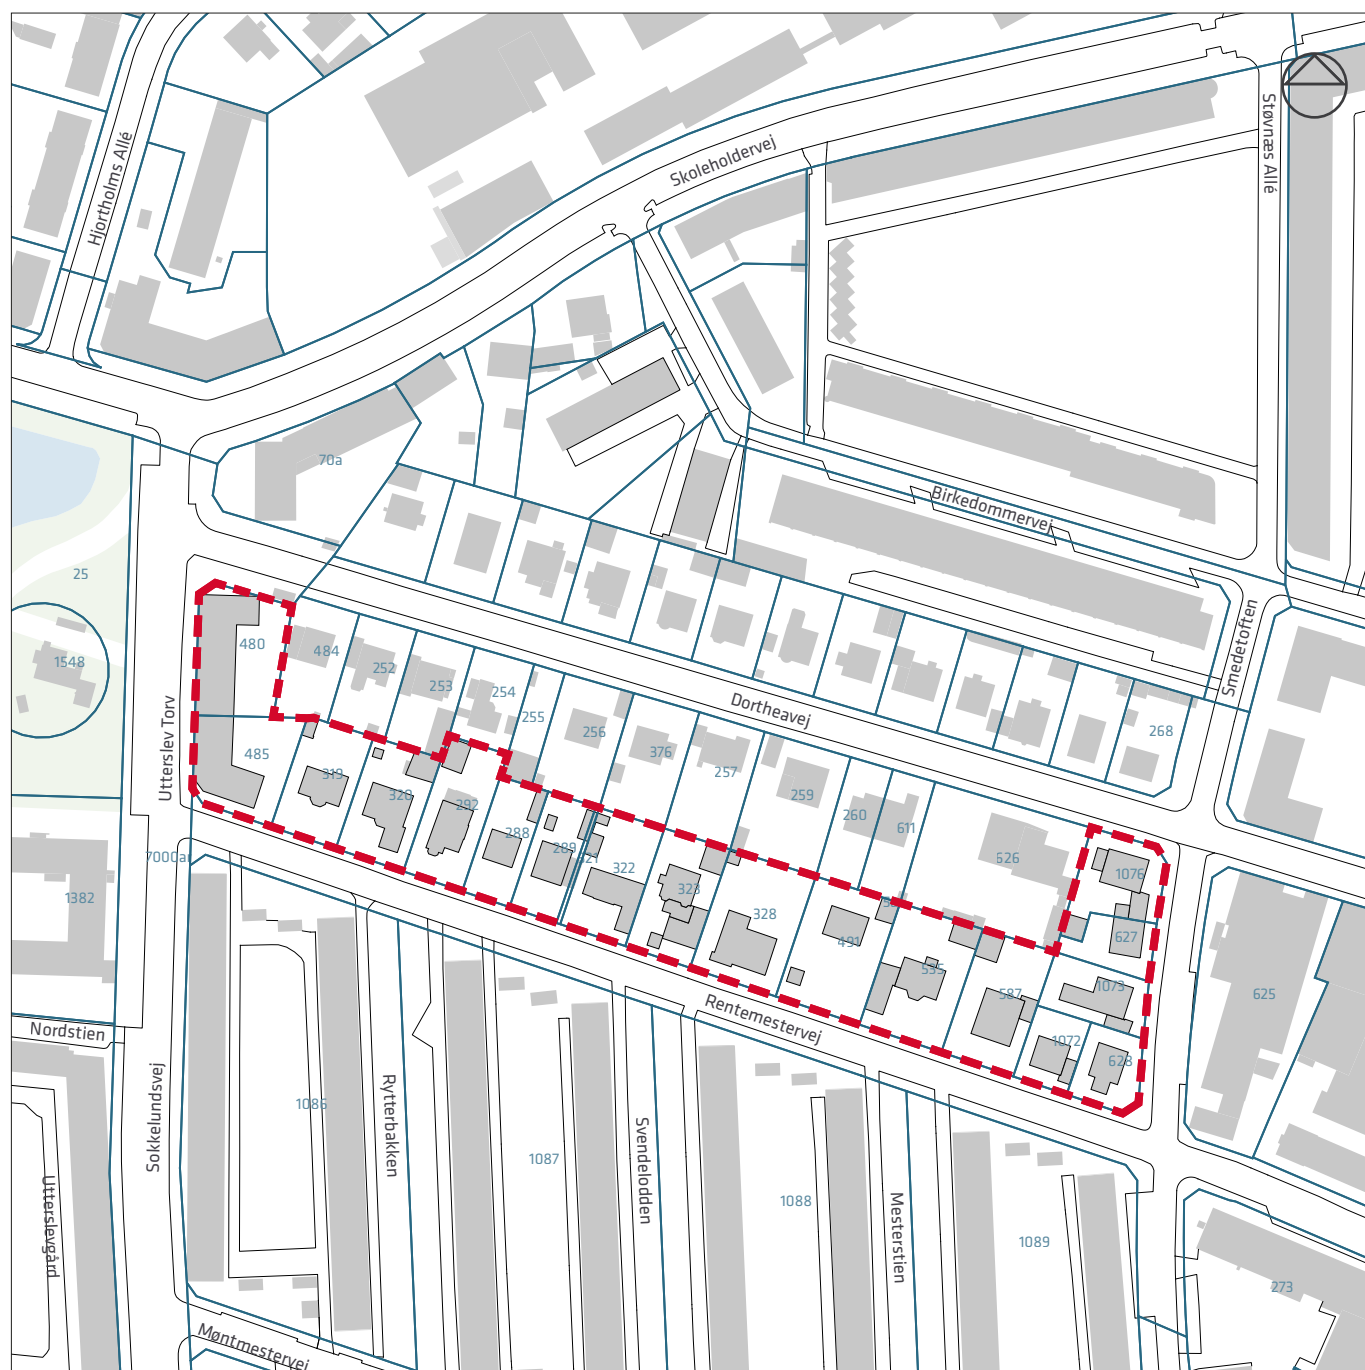 Støvnæs Allé
Hjortholms Allé
Skoleholdervej
70a
Birkedommervej
25
1548
480
484
252
253
254
255
256
376
257
259
260
611
526
268
Smedetoften
Dortheavej
Utterslev Torv
485
319
320
292
288
289
321
322
323
328
491
535
587
1076
627
1073
1072
628
625
7000ar
1382
Nordstien
Sokkelundsvej
Utterslevgård
1086
Rytterbakken
1087
Svendelodden
Rentemestervej
1088
Mesterstien
1089
273
Møntmestervej